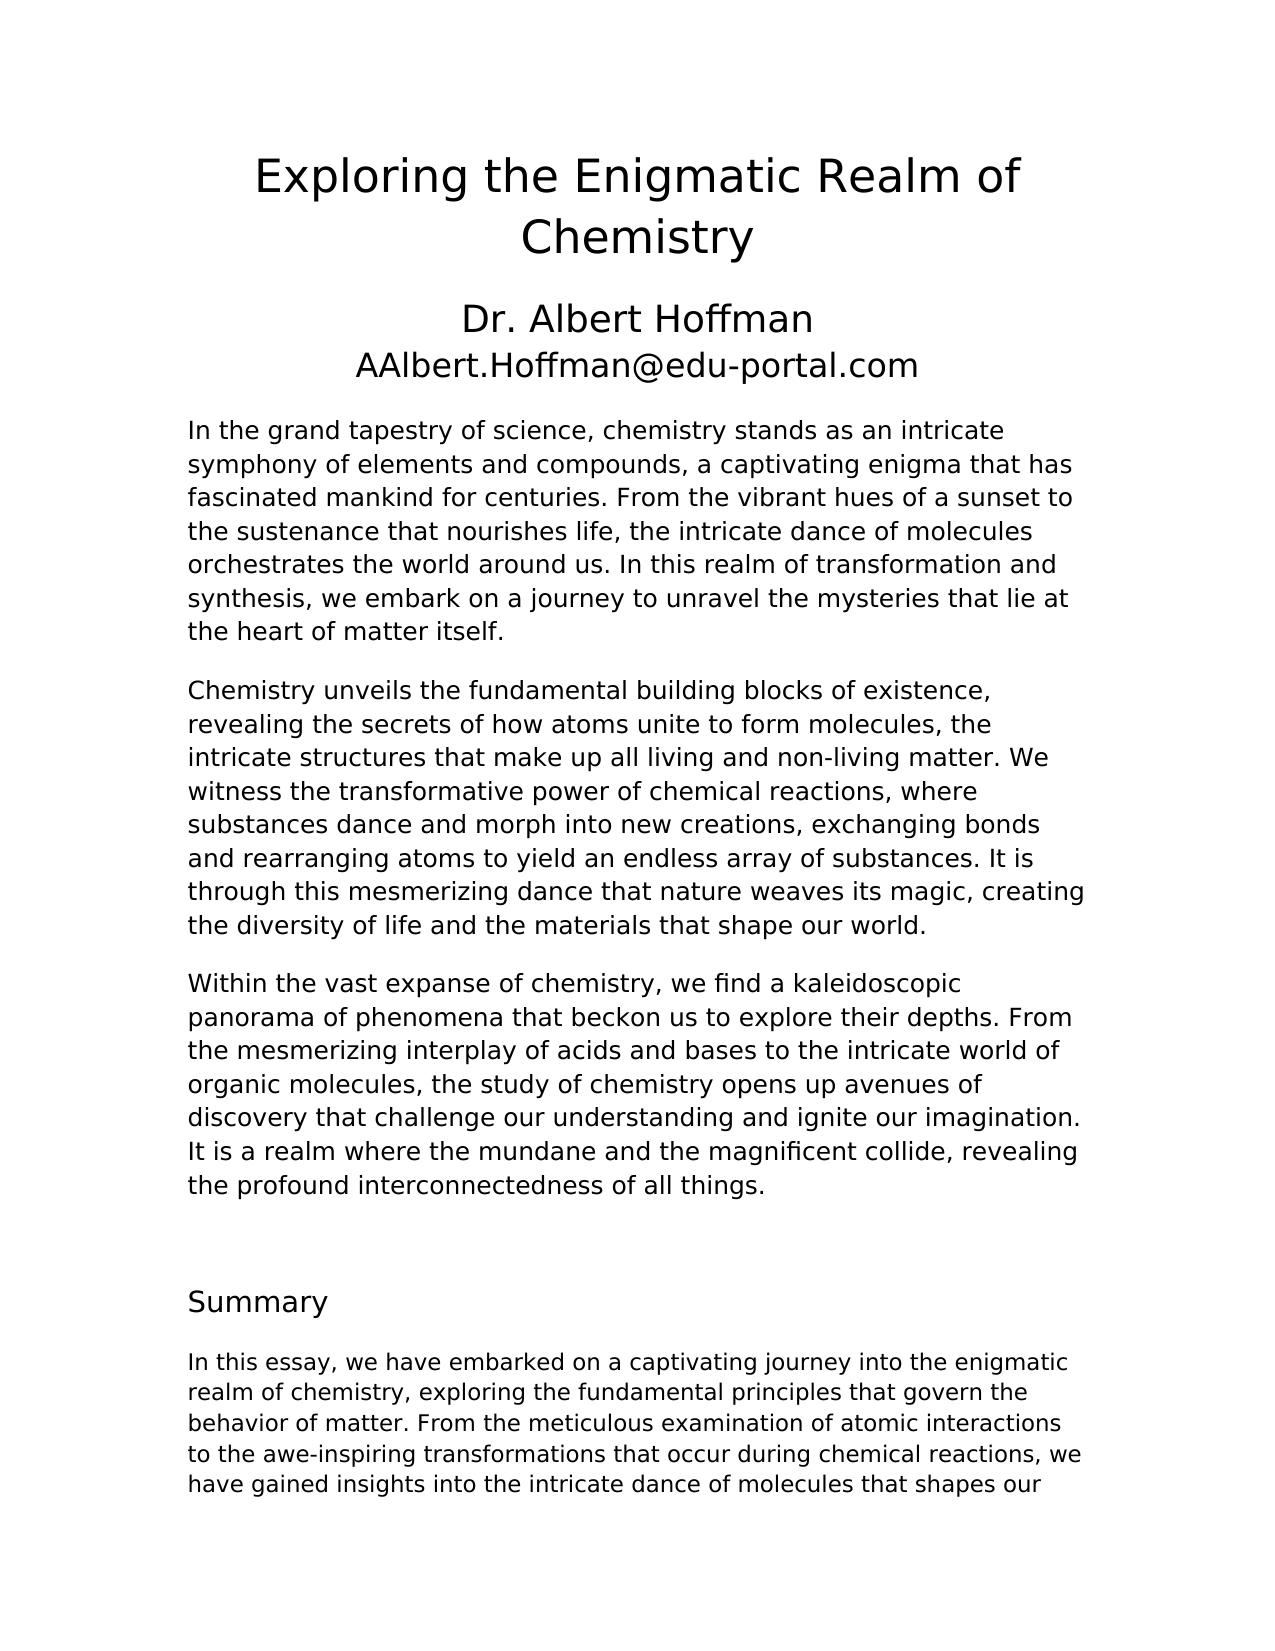 Exploring the Enigmatic Realm of
Chemistry
Dr. Albert Hoffman
AAlbert.Hoffman@edu-portal.com
In the grand tapestry of science, chemistry stands as an intricate
symphony of elements and compounds, a captivating enigma that has
fascinated mankind for centuries. From the vibrant hues of a sunset to
the sustenance that nourishes life, the intricate dance of molecules
orchestrates the world around us. In this realm of transformation and
synthesis, we embark on a journey to unravel the mysteries that lie at
the heart of matter itself.
Chemistry unveils the fundamental building blocks of existence,
revealing the secrets of how atoms unite to form molecules, the
intricate structures that make up all living and non-living matter. We
witness the transformative power of chemical reactions, where
substances dance and morph into new creations, exchanging bonds
and rearranging atoms to yield an endless array of substances. It is
through this mesmerizing dance that nature weaves its magic, creating
the diversity of life and the materials that shape our world.
Within the vast expanse of chemistry, we find a kaleidoscopic
panorama of phenomena that beckon us to explore their depths. From
the mesmerizing interplay of acids and bases to the intricate world of
organic molecules, the study of chemistry opens up avenues of
discovery that challenge our understanding and ignite our imagination.
It is a realm where the mundane and the magnificent collide, revealing
the profound interconnectedness of all things.
Summary
In this essay, we have embarked on a captivating journey into the enigmatic
realm of chemistry, exploring the fundamental principles that govern the
behavior of matter. From the meticulous examination of atomic interactions
to the awe-inspiring transformations that occur during chemical reactions, we
have gained insights into the intricate dance of molecules that shapes our